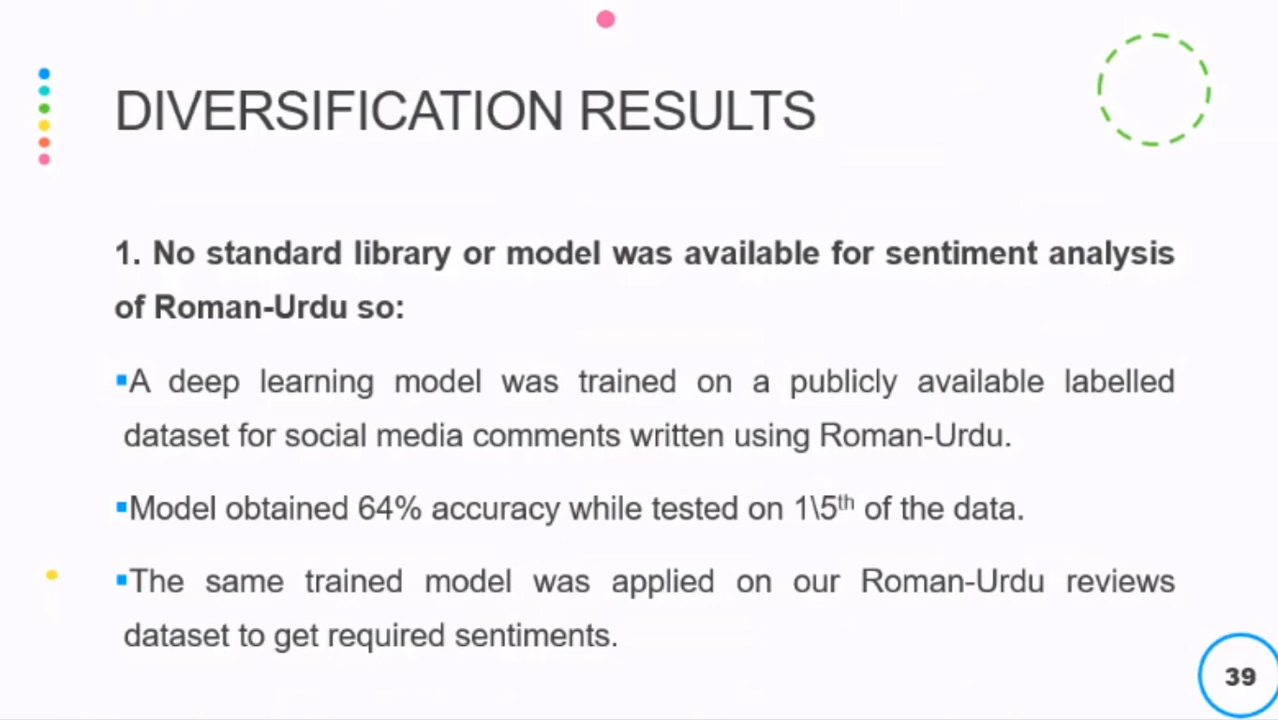 DIVERSIFICATION RESULTS
1. No standard library or model was available for sentiment analysis
of Roman-Urdu so:
▪A deep learning model was trained on a publicly available labelled
dataset for social media comments written using Roman-Urdu.
▪Model obtained 64% accuracy while tested on 1\5th of the data.
▪The same trained model was applied on our Roman-Urdu reviews
dataset to get required sentiments.
39